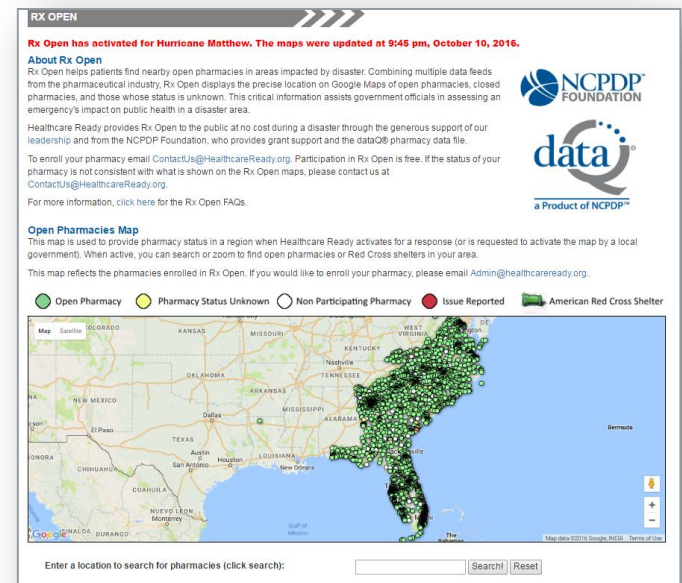 RX OPEN
Rx Open has activated for Hurricane Matthew. The maps were updated at 9:45 pm, October 10, 2016.
About Rx Open
Rx Open helps patients find nearby open pharmacies in areas impacted by disaster. Combining multiple data feeds
from the pharmaceutical industry, Rx Open displays the precise location on Google Maps of open pharmacies, closed
pharmacies, and those whose status is unknown. This critical information assists government officials in assessing an
emergency's impact on public health in a disaster area.
Healthcare Ready provides Rx Open to the public at no cost during a disaster through the generous support of our
leadership and from the NCPDP Foundation, who provides grant support and the dataQ® pharmacy data file.
To enroll your pharmacy email ContactUs@HealthcareReady.org. Participation in Rx Open is free. If the status of your
pharmacy is not consistent with what is shown on the Rx Open maps, please contact us at
ContactUs@HealthcareReady.org.
For more information, click here for the Rx Open FAQs.
NCPDP™
FOUNDATION
data
a Product of NCPDP™
Open Pharmacies Map
This map is used to provide pharmacy status in a region when Healthcare Ready activates for a response (or is requested
to activate the map by a local
government). When active, you can search or zoom to find open pharmacies or Red Cross shelters in your area.
This map reflects the pharmacies enrolled in Rx Open. If you would like to enroll your pharmacy, please email Admin@healthcareready.org.
Open Pharmacy Pharmacy Status Unknown Non Participating Pharmacy Issue Reported American Red Cross Shelter
Map Satellite
COLORADO
KANSAS
MISSOURI
WEST
VIRGINIA
DE
KENTUCKY
Nashville
TENNESSEE
OKLAHOMA
ARKANSAS
NEW MEXICO
MISSISSIPPI
ALABAMA
Dallas
El Paso
TEXAS
Bermuda
Austin
Houston
San Antonio
LOUISIANA
New Orleans
SONORA
CHIHUAHUA
COAHUILA
NUEVO LEON
Monterrey
Gulf of
Mexico
SINALOA
DURANGO
The
Bahamas
Google
Map data ©2016 Google, INEGI Terms of Use
Enter a location to search for pharmacies (click search): Search! Reset